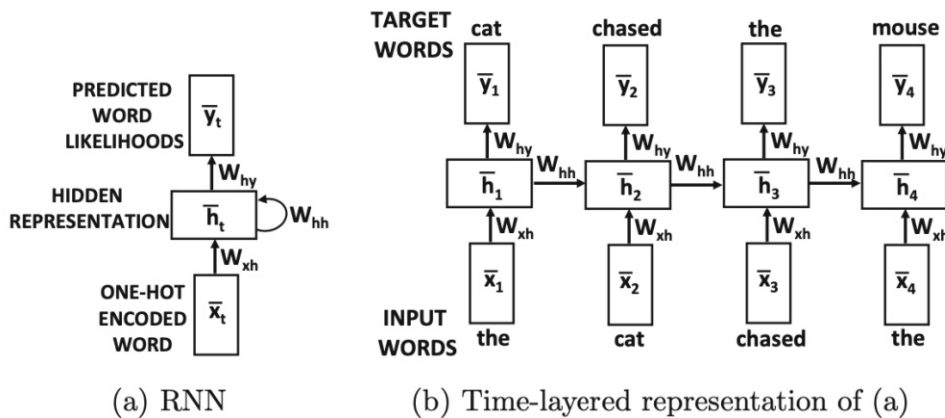 PREDICTED
WORD
LIKELIHOODS
y̅t
Why
HIDDEN
REPRESENTATION
h̅t
Whh
Wxh
ONE-HOT
ENCODED
WORD
x̅t
(a) RNN
TARGET
WORDS
cat chased the mouse
y̅1 y̅2 y̅3 y̅4
Why Why Why Why
Whh Whh Whh
h̅1 h̅2 h̅3 h̅4
Wxh Wxh Wxh Wxh
x̅1 x̅2 x̅3 x̅4
INPUT
WORDS
the cat chased the
(b) Time-layered representation of (a)